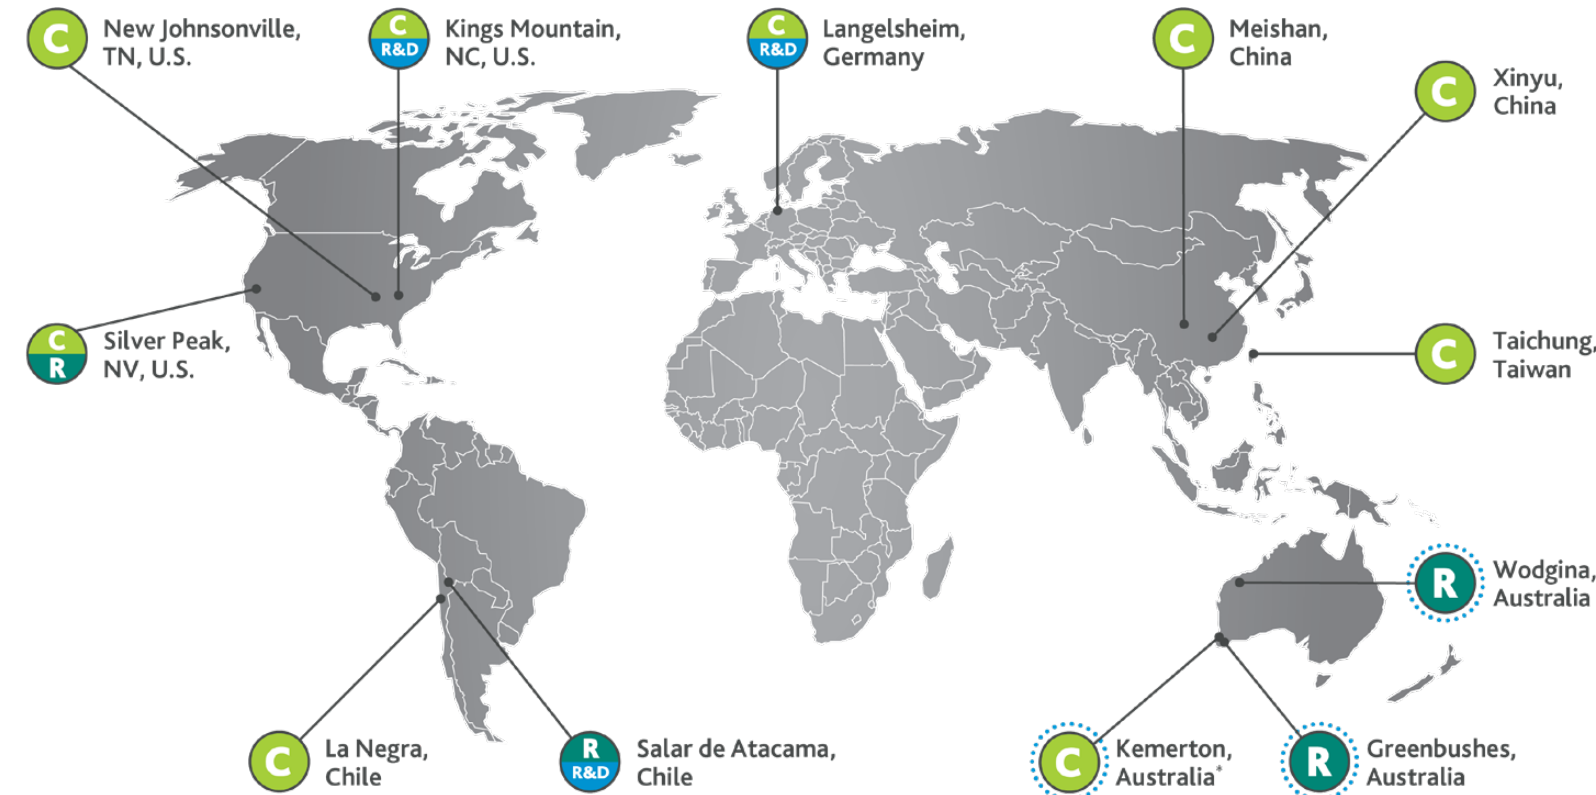 C
New Johnsonville,
TN, U.S.
C
R&D
Kings Mountain,
NC, U.S.
C
R&D
Langelsheim,
Germany
C
Meishan,
China
C
Xinyu,
China
C
R
Silver Peak,
NV, U.S.
C
Taichung,
Taiwan
R
Wodgina,
Australia
C
La Negra,
Chile
R
R&D
Salar de Atacama,
Chile
C
Kemerton,
Australia*
R
Greenbushes,
Australia